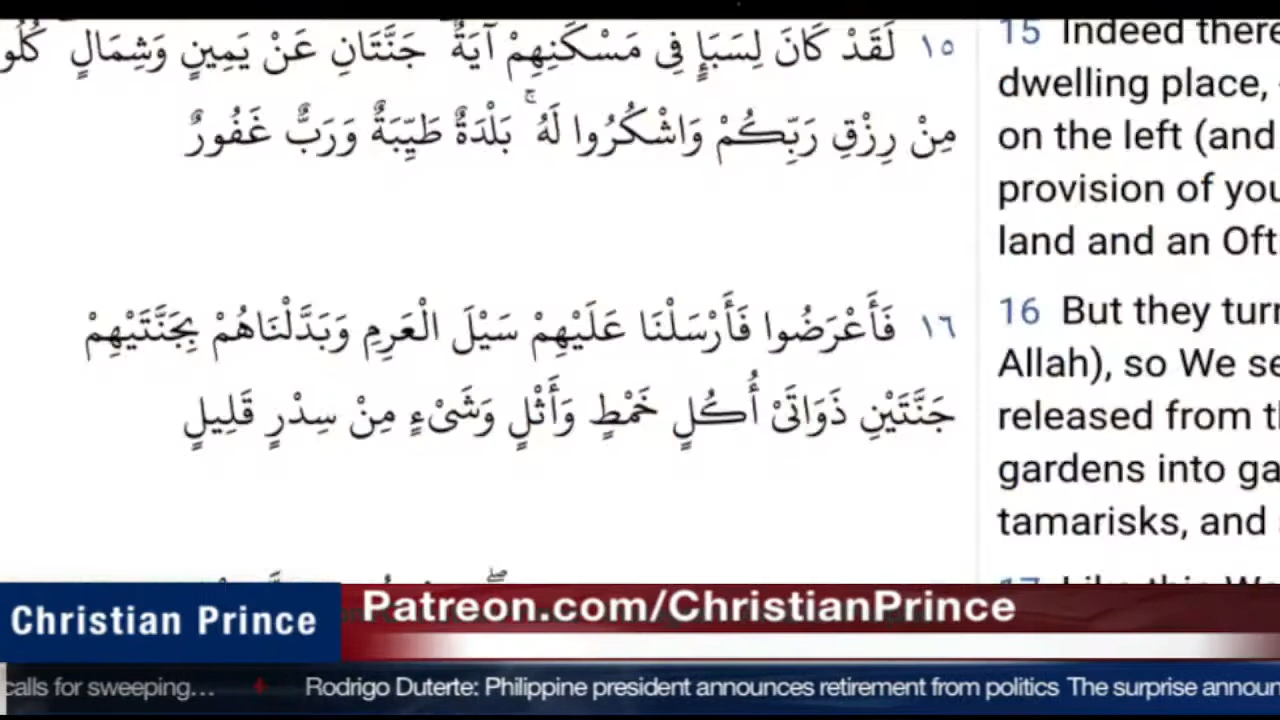 ١٥ لَقَدْ كَانَ لِسَبَإٍ فِى مَسْكَنِهِمْ آيَةٌ جَنَّتَانِ عَنْ يَمِينٍ وَشِمَالٍ
مِنْ رِزْقِ رَبِّكُمْ وَاشْكُرُوا لَهُ ۚ بَلْدَةٌ طَيِّبَةٌ وَرَبٌّ غَفُورٌ
١٦ فَأَعْرَضُوا فَأَرْسَلْنَا عَلَيْهِمْ سَيْلَ الْعَرِمِ وَبَدَّلْنَاهُمْ بِجَنَّتَيْهِمْ
جَنَّتَيْنِ ذَوَاتَىْ أُكُلٍ خَمْطٍ وَأَثْلٍ وَشَىْءٍ مِنْ سِدْرٍ قَلِيلٍ
15 Indeed there
dwelling place,
on the left (and
provision of you
land and an Oft
16 But they turn
Allah), so We se
released from th
gardens into ga
tamarisks, and
Christian Prince
Patreon.com/ChristianPrince
calls for sweeping... Rodrigo Duterte: Philippine president announces retirement from politics The surprise announ